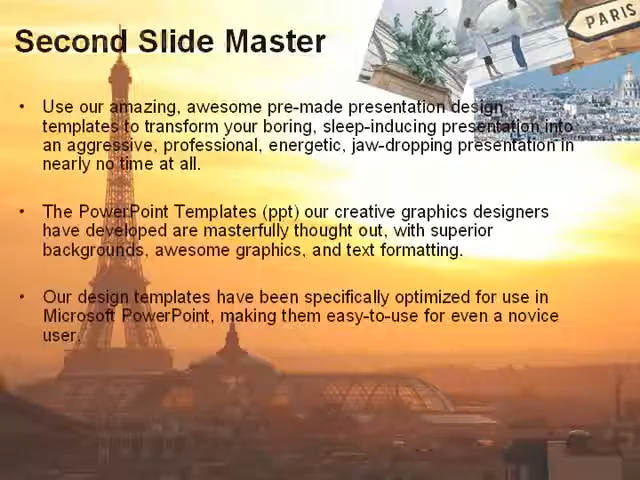 PARIS
Second Slide Master
• Use our amazing, awesome pre-made presentation design
templates to transform your boring, sleep-inducing presentation into
an aggressive, professional, energetic, jaw-dropping presentation in
nearly no time at all.
• The PowerPoint Templates (ppt) our creative graphics designers
have developed are masterfully thought out, with superior
backgrounds, awesome graphics, and text formatting.
• Our design templates have been specifically optimized for use in
Microsoft PowerPoint, making them easy-to-use for even a novice
user.